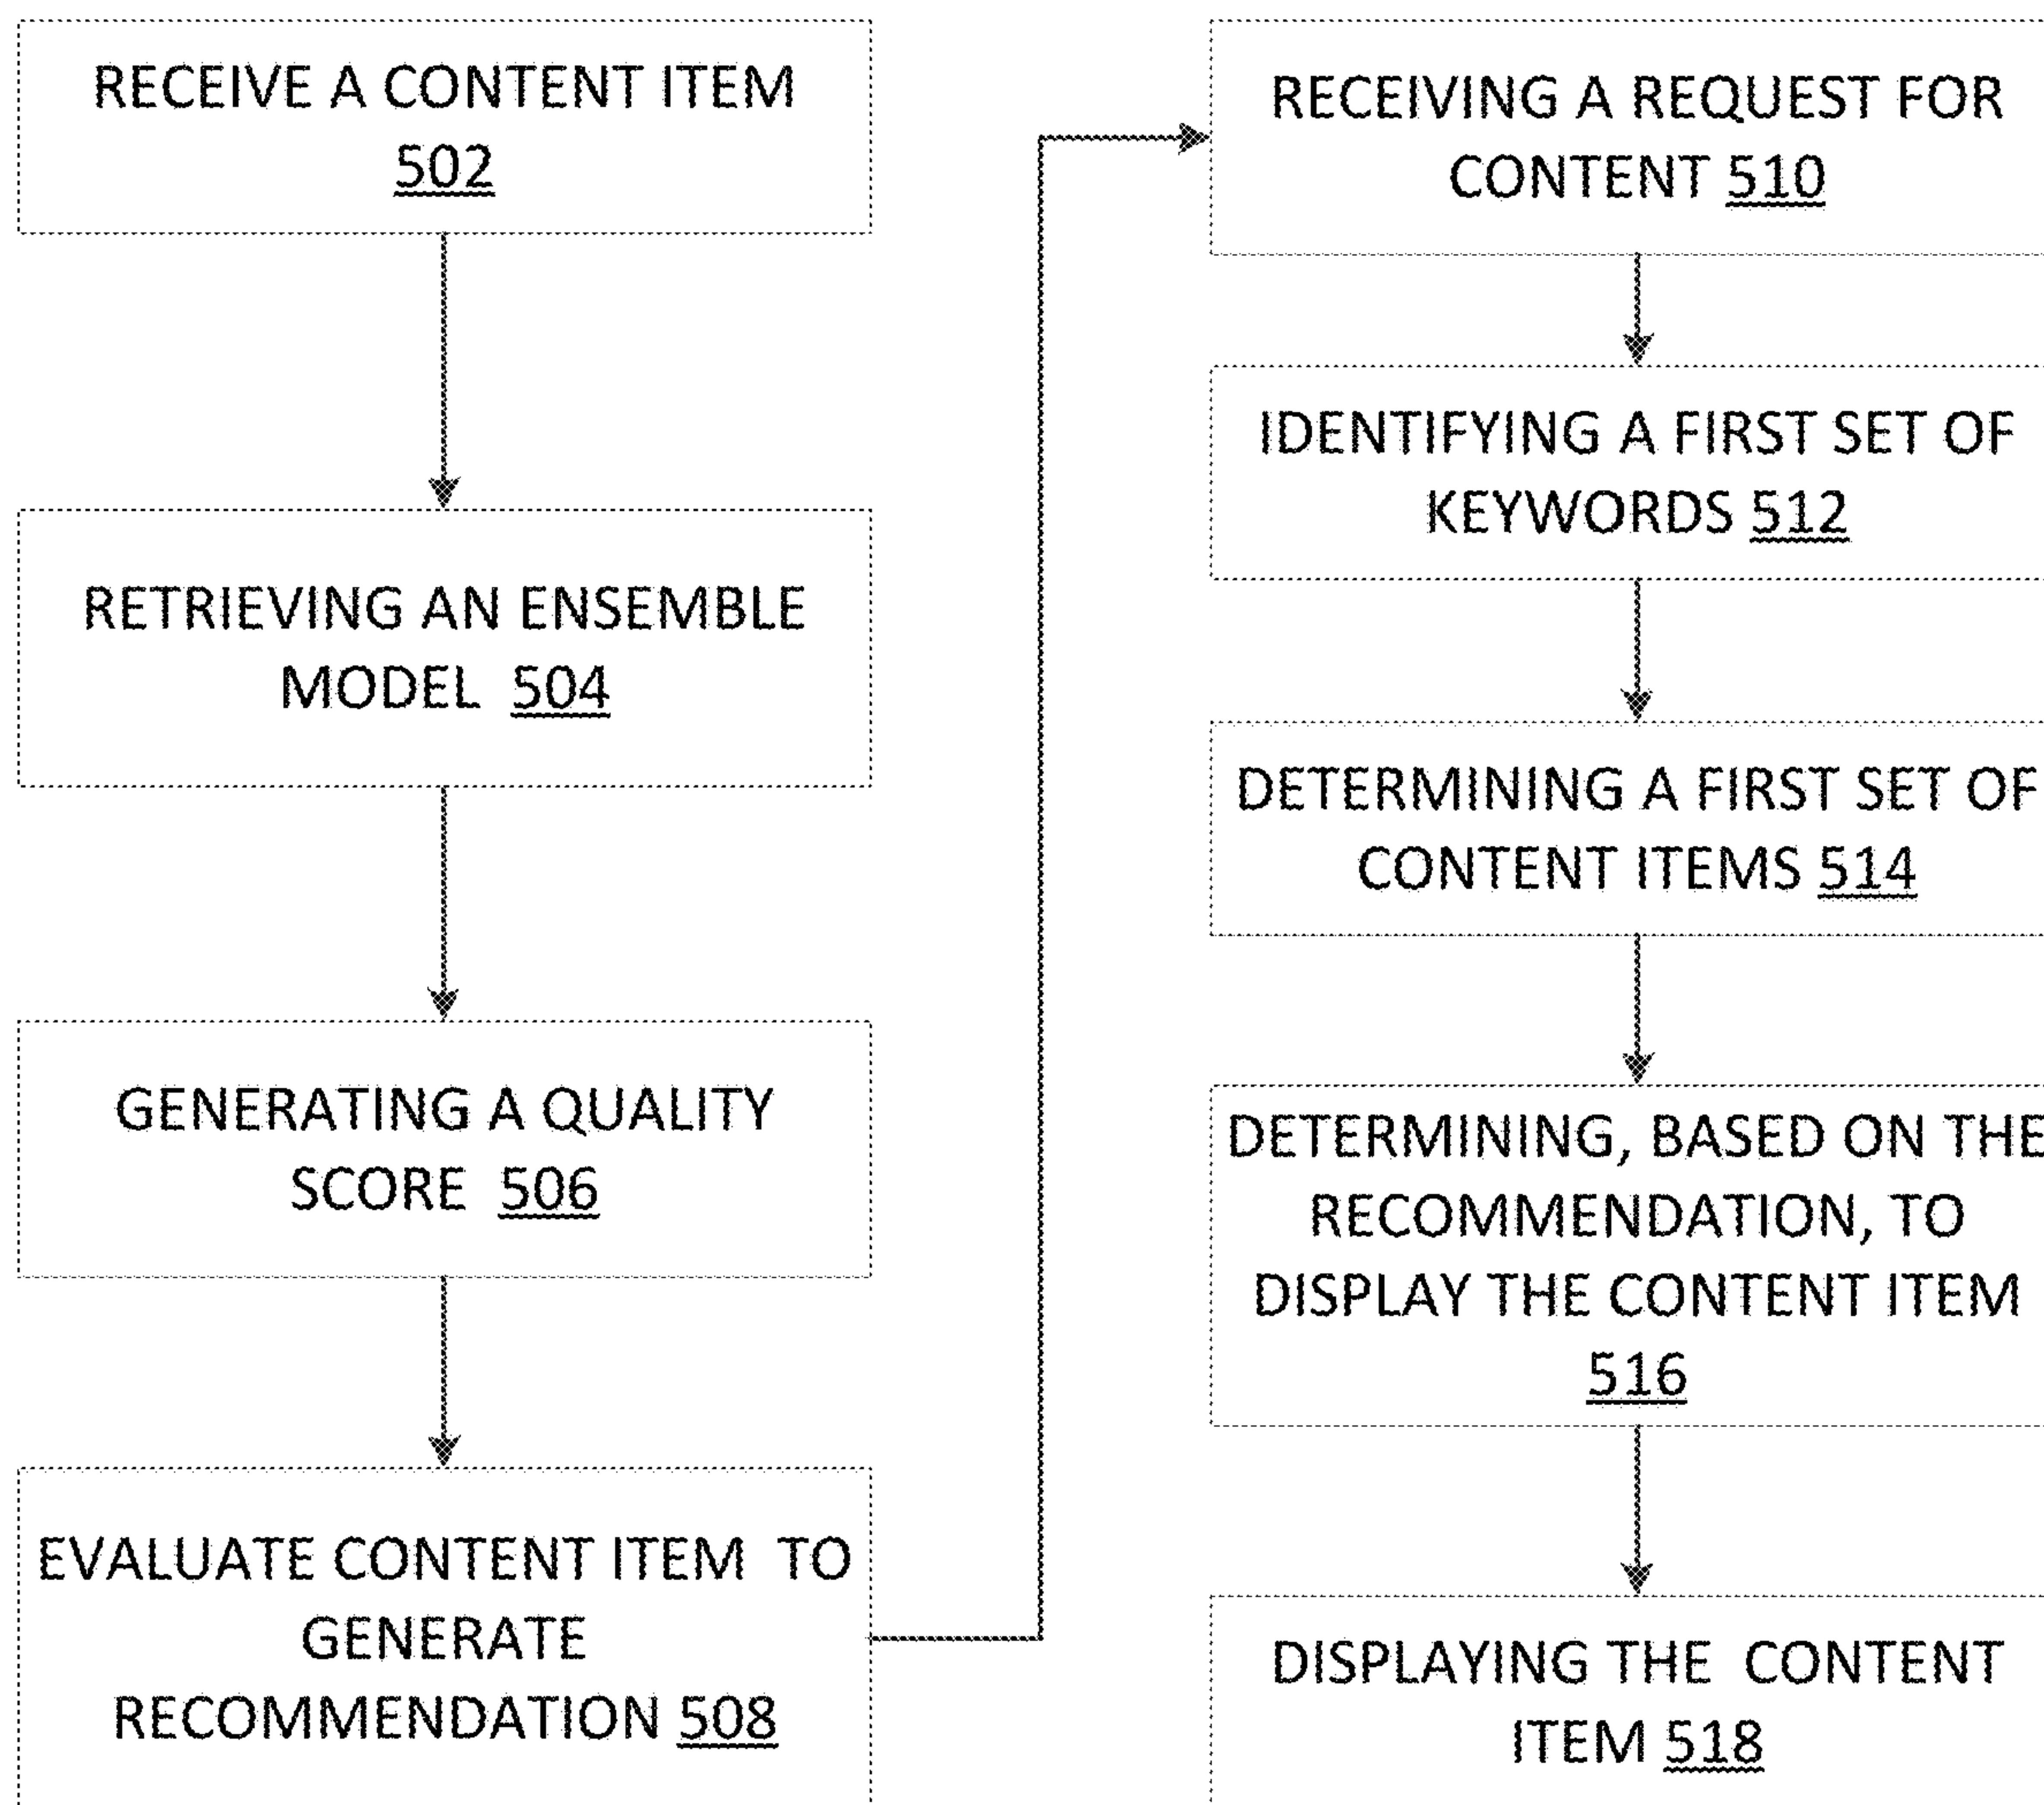 RECEIVE A CONTENT ITEM
502
RETRIEVING AN ENSEMBLE
MODEL 504
GENERATING A QUALITY
SCORE 506
EVALUATE CONTENT ITEM TO
GENERATE
RECOMMENDATION 508
RECEIVING A REQUEST FOR
CONTENT 510
IDENTIFYING A FIRST SET OF
KEYWORDS 512
DETERMINING A FIRST SET OF
CONTENT ITEMS 514
DETERMINING, BASED ON THE
RECOMMENDATION, TO
DISPLAY THE CONTENT ITEM
516
DISPLAYING THE CONTENT
ITEM 518